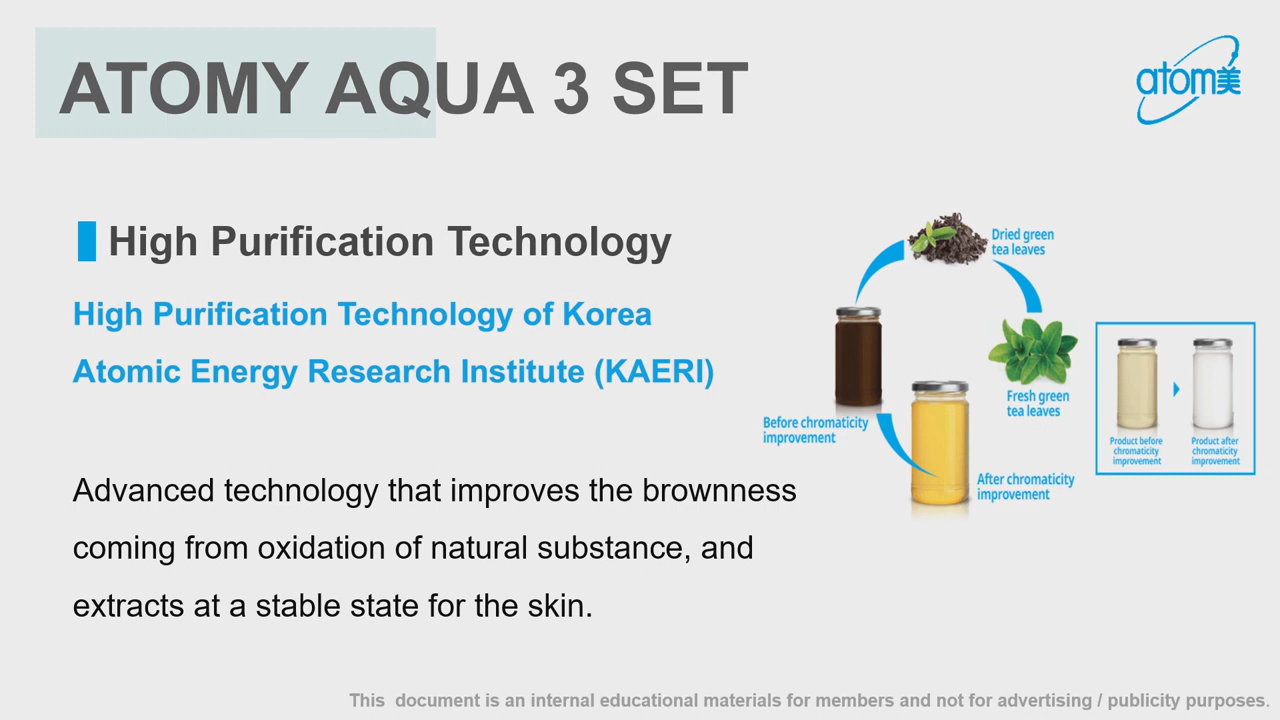 ATOMY AQUA 3 SET
atom美
High Purification Technology
High Purification Technology of Korea
Atomic Energy Research Institute (KAERI)
Advanced technology that improves the brownness
coming from oxidation of natural substance, and
extracts at a stable state for the skin.
Dried green
tea leaves
Fresh green
tea leaves
Before chromaticity
improvement
After chromaticity
improvement
Product before
chromaticity
improvement
Product after
chromaticity
improvement
This document is an internal educational materials for members and not for advertising / publicity purposes.